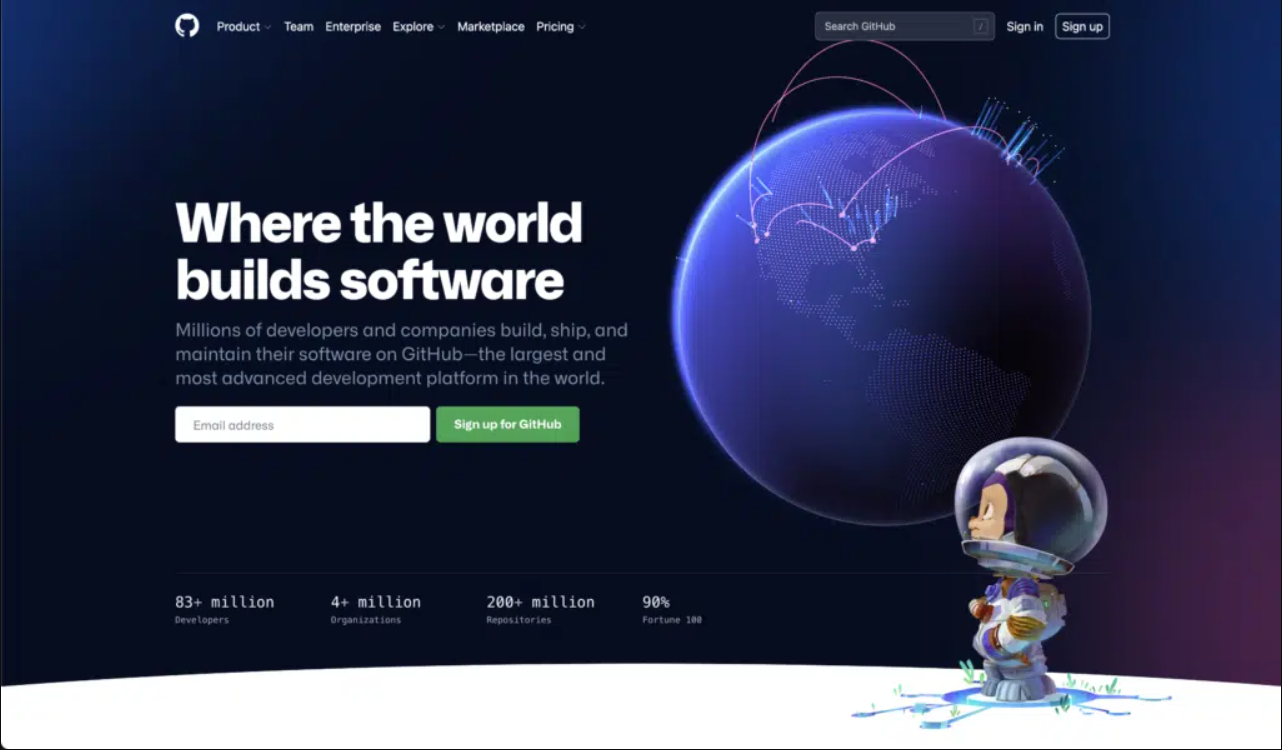 Product Team Enterprise Explore Marketplace Pricing Search GitHub / Sign in Sign up
Where the world
builds software
Millions of developers and companies build, ship, and
maintain their software on GitHub—the largest and
most advanced development platform in the world.
Email address Sign up for GitHub
83+ million 4+ million 200+ million 90%
Developers Organizations Repositories Fortune 100